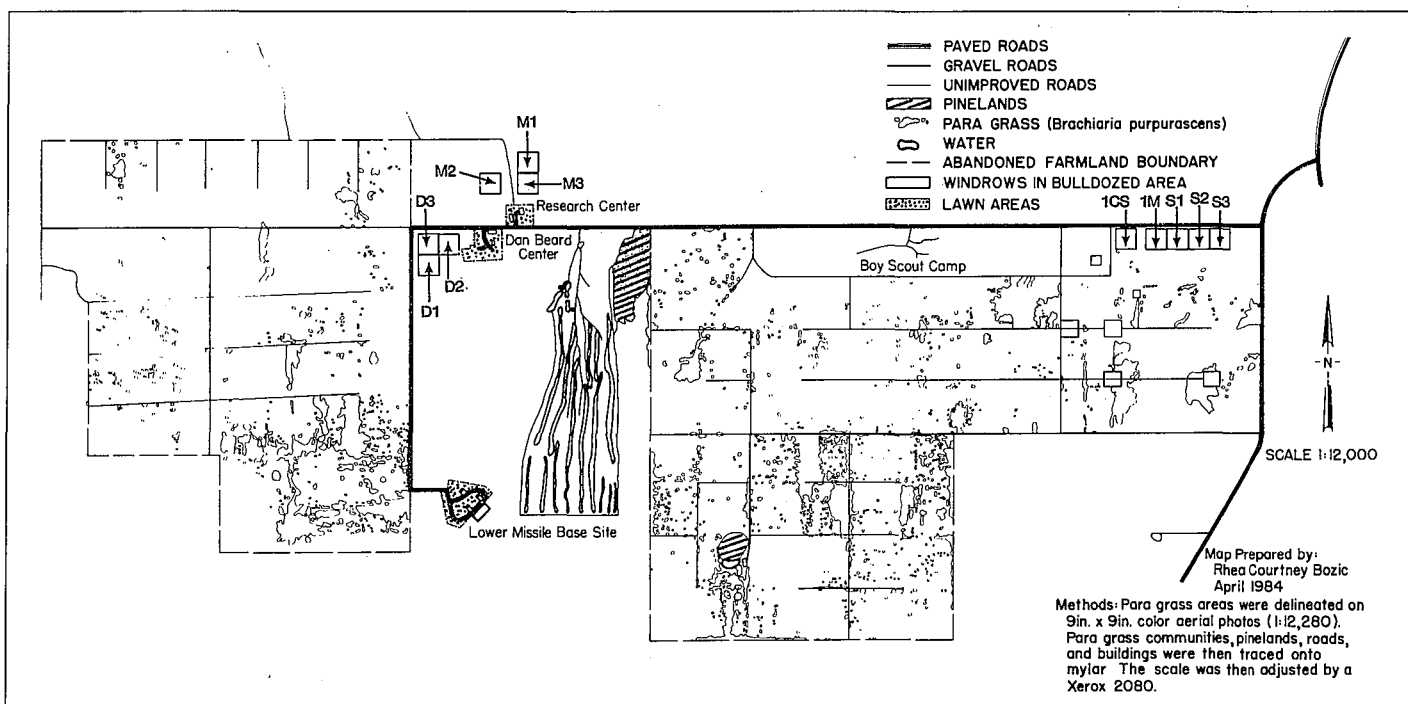 PAVED ROADS
GRAVEL ROADS
UNIMPROVED ROADS
PINELANDS
PARA GRASS (Brachiaria purpurascens)
WATER
ABANDONED FARMLAND BOUNDARY
WINDROWS IN BULLDOZED AREA
LAWN AREAS
M1
M2
M3
Research Center
D3
Dan Beard
Center
D2
D1
1CS 1M S1 S2 S3
Boy Scout Camp
N
SCALE 1:12,000
Lower Missile Base Site
Map Prepared by:
Rhea Courtney Bozic
April 1984
Methods: Para grass areas were delineated on
9in. x 9in. color aerial photos (1:12,280).
Para grass communities, pinelands, roads,
and buildings were then traced onto
mylar The scale was then adjusted by a
Xerox 2080.